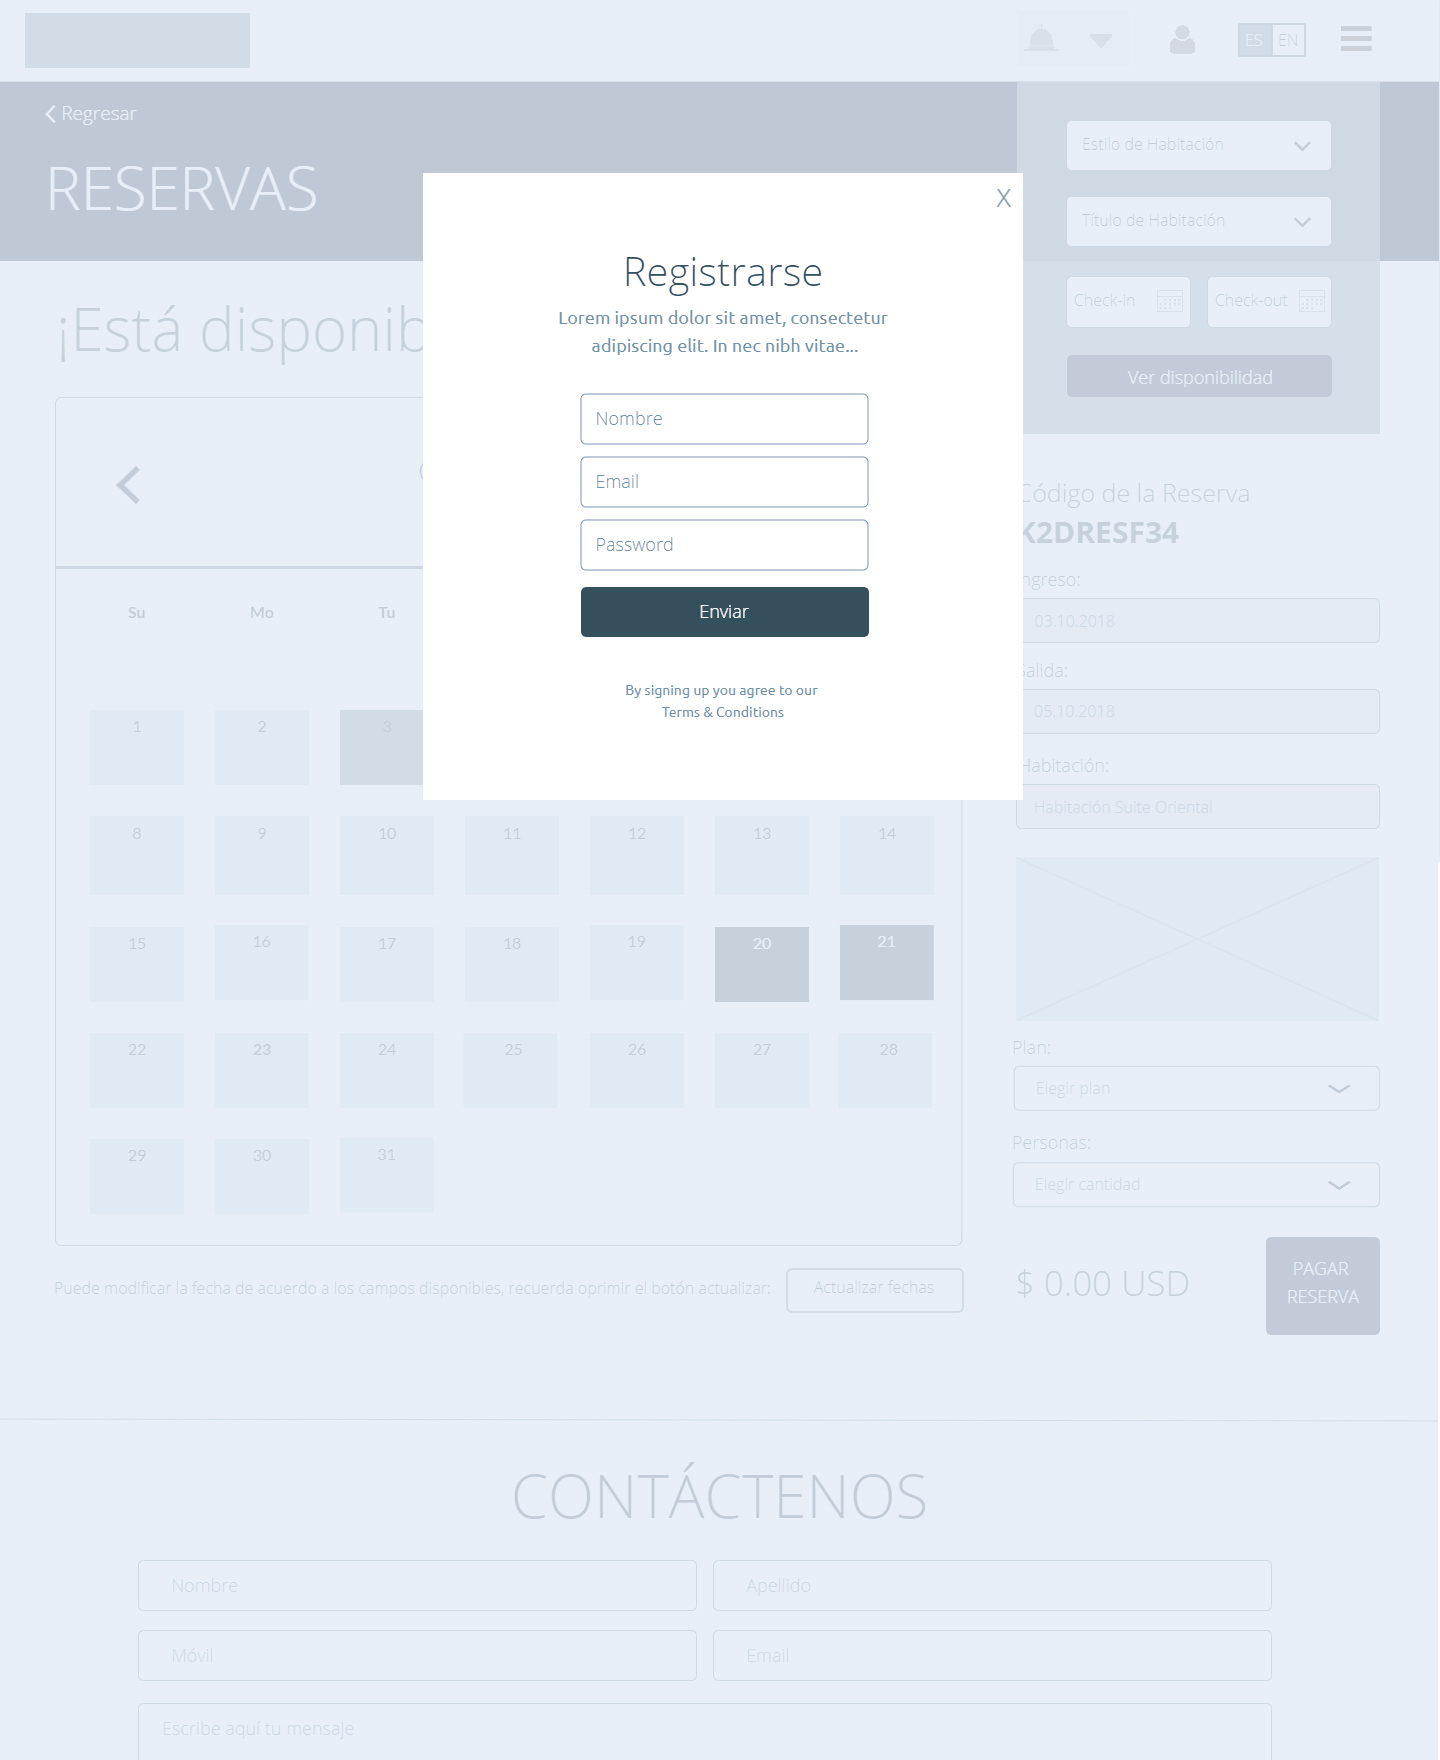 ES EN
Regresar
RESERVAS
Estilo de Habitación
Título de Habitación
Check-in
Check-out
Ver disponibilidad
X
Registrarse
Lorem ipsum dolor sit amet, consectetur
adipiscing elit. In nec nibh vitae...
Nombre
Email
Password
Enviar
By signing up you agree to our
Terms & Conditions
¡Está disponib
Su Mo Tu
1 2 3
8 9 10 11 12 13 14
15 16 17 18 19 20 21
22 23 24 25 26 27 28
29 30 31
Puede modificar la fecha de acuerdo a los campos disponibles, recuerda oprimir el botón actualizar:
Actualizar fechas
Código de la Reserva
K2DRESF34
Ingreso:
03.10.2018
Salida:
05.10.2018
Habitación:
Habitación Suite Oriental
Plan:
Elegir plan
Personas:
Elegir cantidad
$ 0.00 USD
PAGAR
RESERVA
CONTÁCTENOS
Nombre
Apellido
Móvil
Email
Escribe aquí tu mensaje